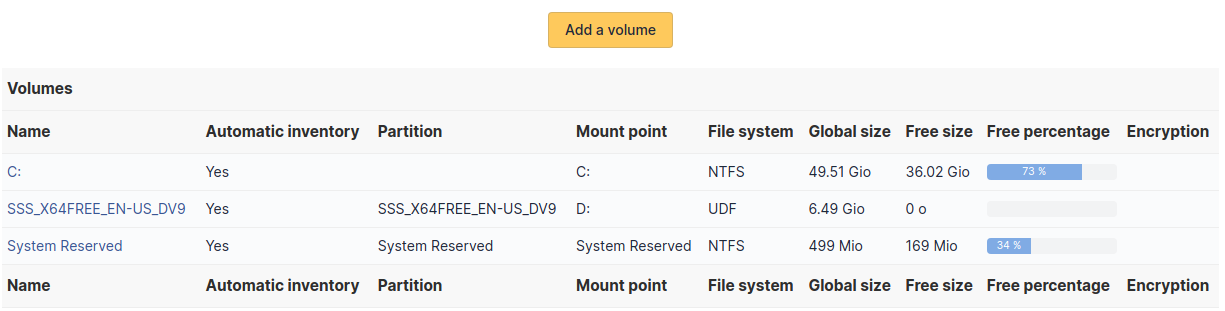 Add a volume
Volumes
Name Automatic inventory Partition Mount point File system Global size Free size Free percentage Encryption
C: Yes C: NTFS 49.51 Gio 36.02 Gio 73 %
SSS_X64FREE_EN-US_DV9 Yes SSS_X64FREE_EN-US_DV9 D: UDF 6.49 Gio 0 o
System Reserved Yes System Reserved System Reserved NTFS 499 Mio 169 Mio 34 %
Name Automatic inventory Partition Mount point File system Global size Free size Free percentage Encryption